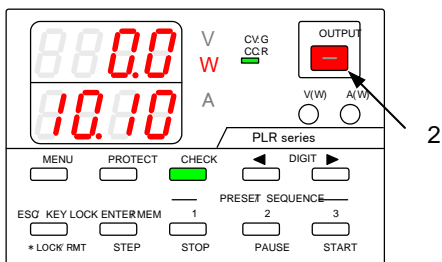 0.0
V
W
CV:G
CC:R
OUTPUT
10.10
A
V(W) A(W)
2
PLR series
MENU PROTECT CHECK ◀ DIGIT ▶
PRESET SEQUENCE
ESC KEY LOCK ENTER MEM 1 2 3
* LOCK/ RMT STEP STOP PAUSE START